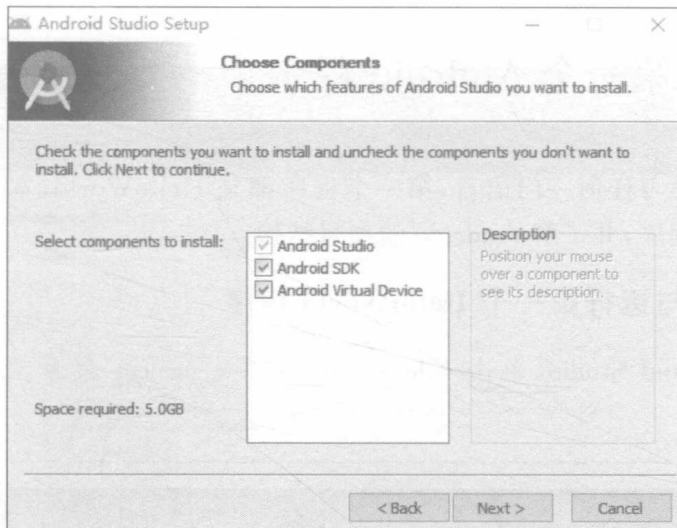 Android Studio Setup
Choose Components
Choose which features of Android Studio you want to install.
Check the components you want to install and uncheck the components you don't want to
install. Click Next to continue.
Select components to install:
Android Studio
Android SDK
Android Virtual Device
Description
Position your mouse
over a component to
see its description.
Space required: 5.0GB
< Back
Next >
Cancel